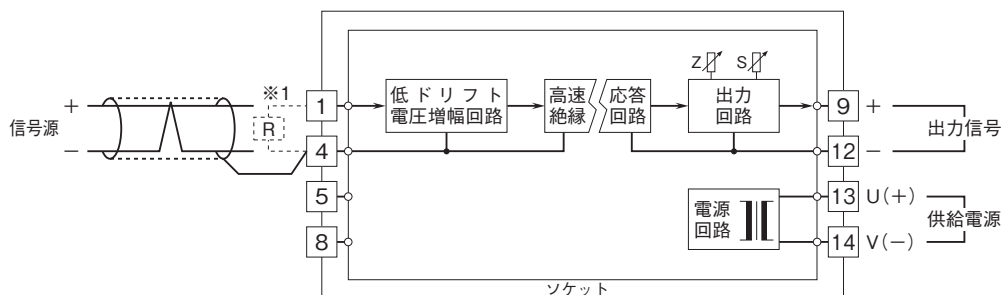 ※1
+
信号源
−
R
1
4
5
8
低ドリフト
電圧増幅回路
高速
絶縁
応答
回路
Z
S
出力
回路
電源
回路
9
12
13
14
+
出力信号
−
U(+)
供給電源
V(−)
ソケット